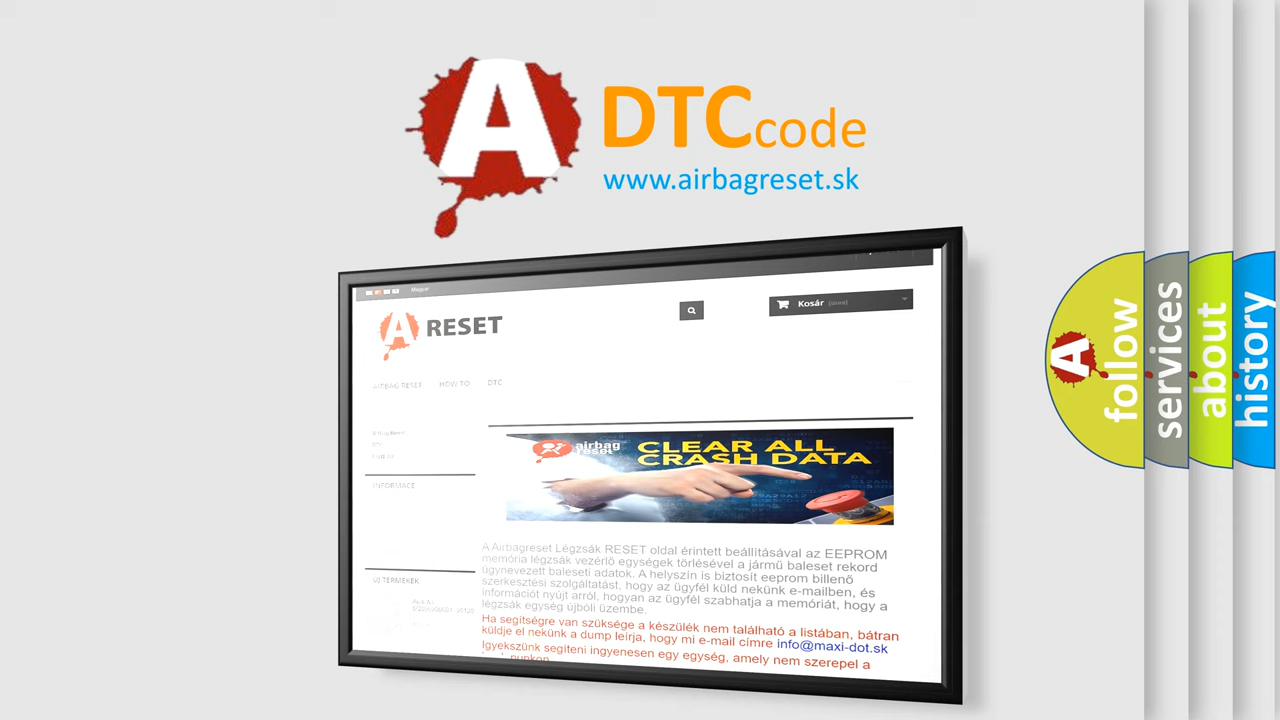 A
DTCcode
www.airbagreset.sk
Magyar
A RESET
Kosár (üres)
AIRBAG RESET HOW TO DTC
Airbag Reset
DTC
INFORMACE
airbag
reset
CLEAR ALL
CRASH DATA
A Airbagreset Légzsák RESET oldal érintett beállításával az EEPROM
memória légzsák vezérlő egységek törlésével a jármű baleset rekord
úgynevezett baleseti adatok. A helyszín is biztosít eeprom billenő
szerkesztési szolgáltatást, hogy az ügyfél küld nekünk e-mailben, és
információt nyújt arról, hogyan az ügyfél szabhatja a memóriát, hogy a
légzsák egység újbóli üzembe.
ÚJ TERMÉKEK
Ha segítségre van szüksége a készülék nem található a listában, bátran
küldje el nekünk a dump leírja, hogy mi e-mail címre info@maxi-dot.sk
Igyekszünk segíteni ingyenesen egy egység, amely nem szerepel a
A
follow
services
about
history